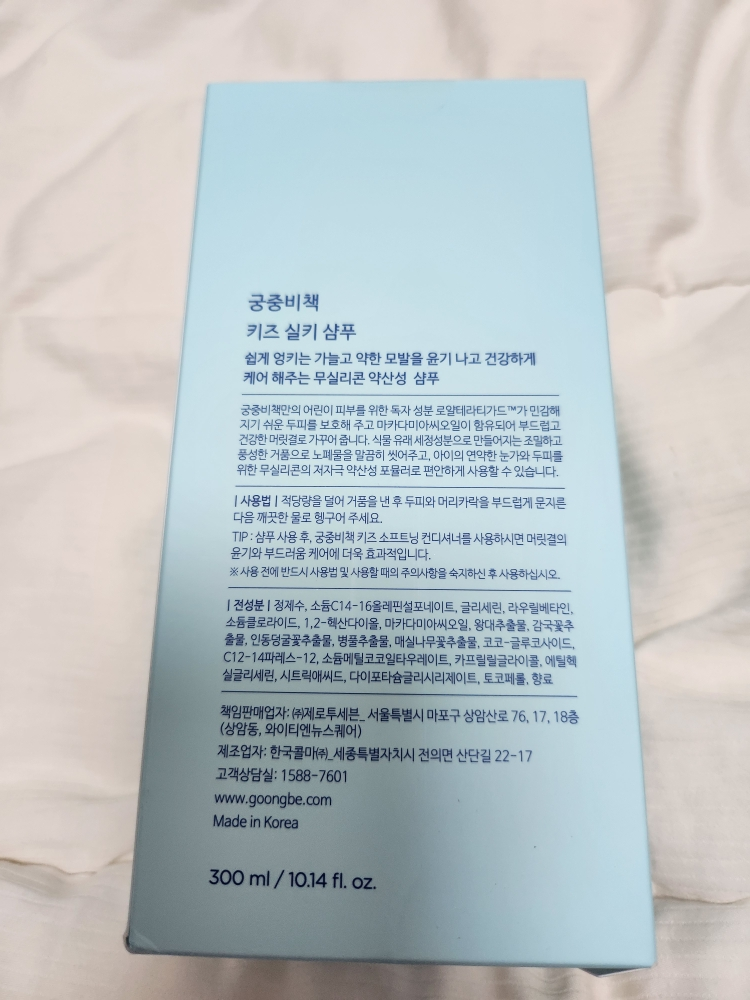 궁중비책
키즈 실키 샴푸
쉽게 엉키는 가늘고 약한 모발을 윤기 나고 건강하게
케어 해주는 무실리콘 약산성 샴푸
궁중비책만의 어린이 피부를 위한 독자 성분 로얄테라티가드™가 민감해
지기 쉬운 두피를 보호해 주고 마카다미아씨오일이 함유되어 부드럽고
건강한 머릿결로 가꾸어 줍니다. 식물 유래 세정성분으로 만들어지는 조밀하고
풍성한 거품으로 노폐물을 말끔히 씻어주고, 아이의 연약한 눈가와 두피를
위한 무실리콘의 저자극 약산성 포뮬러로 편안하게 사용할 수 있습니다.
| 사용법 | 적당량을 덜어 거품을 낸 후 두피와 머리카락을 부드럽게 문지른
다음 깨끗한 물로 헹구어 주세요.
TIP : 샴푸 사용 후, 궁중비책 키즈 소프트닝 컨디셔너를 사용하시면 머릿결의
윤기와 부드러움 케어에 더욱 효과적입니다.
※ 사용 전에 반드시 사용법 및 사용할 때의 주의사항을 숙지하신 후 사용하십시오.
| 전성분 | 정제수, 소듐C14-16올레핀설포네이트, 글리세린, 라우릴베타인,
소듐클로라이드, 1,2-헥산다이올, 마카다미아씨오일, 왕대추출물, 감국꽃추
출물, 인동덩굴꽃추출물, 병풀추출물, 매실나무꽃추출물, 코코-글루코사이드,
C12-14파레스-12, 소듐메틸코코일타우레이트, 카프릴릴글라이콜, 에틸헥
실글리세린, 시트릭애씨드, 다이포타슘글리시리제이트, 토코페롤, 향료
책임판매업자: ㈜제로투세븐_ 서울특별시 마포구 상암산로 76, 17, 18층
(상암동, 와이티엔뉴스퀘어)
제조업자: 한국콜마㈜_세종특별자치시 전의면 산단길 22-17
고객상담실: 1588-7601
www.goongbe.com
Made in Korea
300 ml / 10.14 fl. oz.